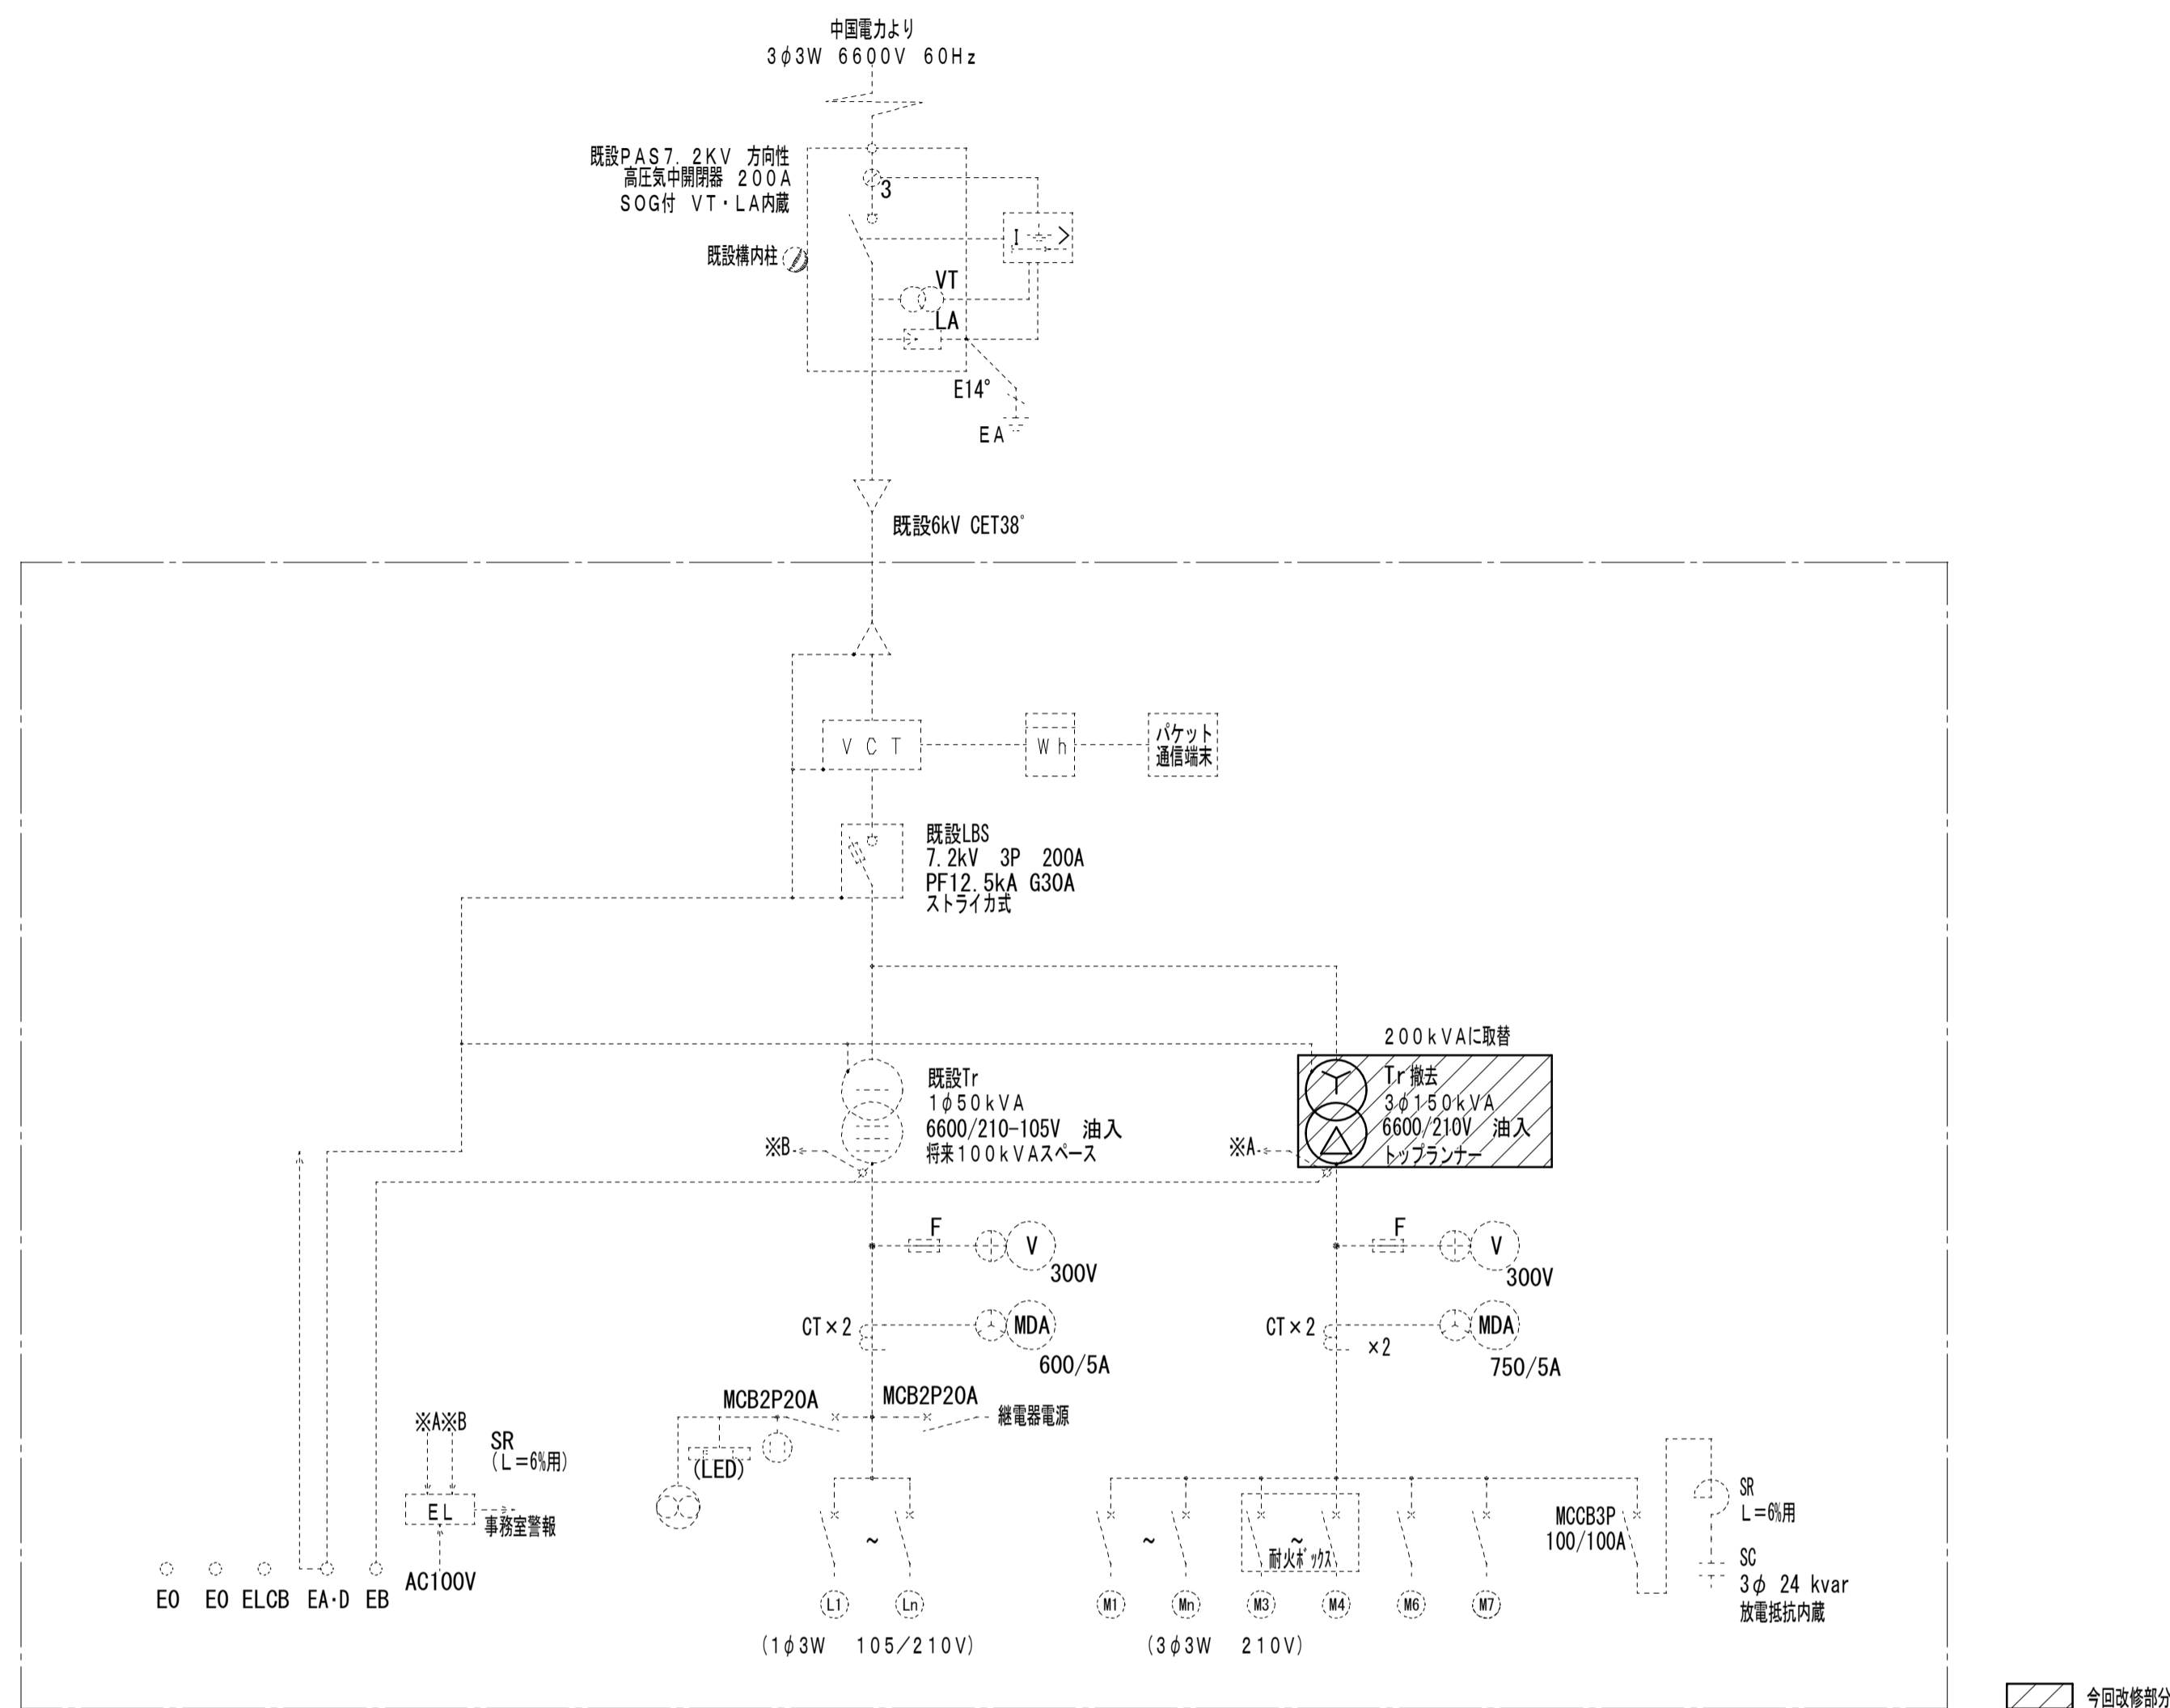 中国電力より
3φ3W 6600V 60Hz
既設PAS7.2KV 方向性
高圧気中開閉器 200A
SOG付 VT・LA内蔵
3
I
既設構内柱
VT
LA
E14°
EA
既設6kV CET38°
VCT
Wh
パケット
通信端末
既設LBS
7.2kV 3P 200A
PF12.5kA G30A
ストライカ式
200kVAに取替
既設Tr
1φ50kVA
6600/210-105V 油入
将来100kVAスペース
※B
Tr撤去
3φ150kVA
6600/210V 油入
トップランナー
※A
F
V
300V
F
V
300V
CT×2
MDA
600/5A
CT×2
×2
MDA
750/5A
MCB2P20A
MCB2P20A
継電器電源
(LED)
※A※B
SR
(L=6%用)
EL
事務室警報
AC100V
EO
EO
ELCB
EA・D
EB
~
L1
Ln
(1φ3W 105/210V)
~
~
耐火ボックス
M1
Mn
M3
M4
M6
M7
(3φ3W 210V)
MCCB3P
100/100A
SR
L=6%用
SC
3φ 24 kvar
放電抵抗内蔵
今回改修部分